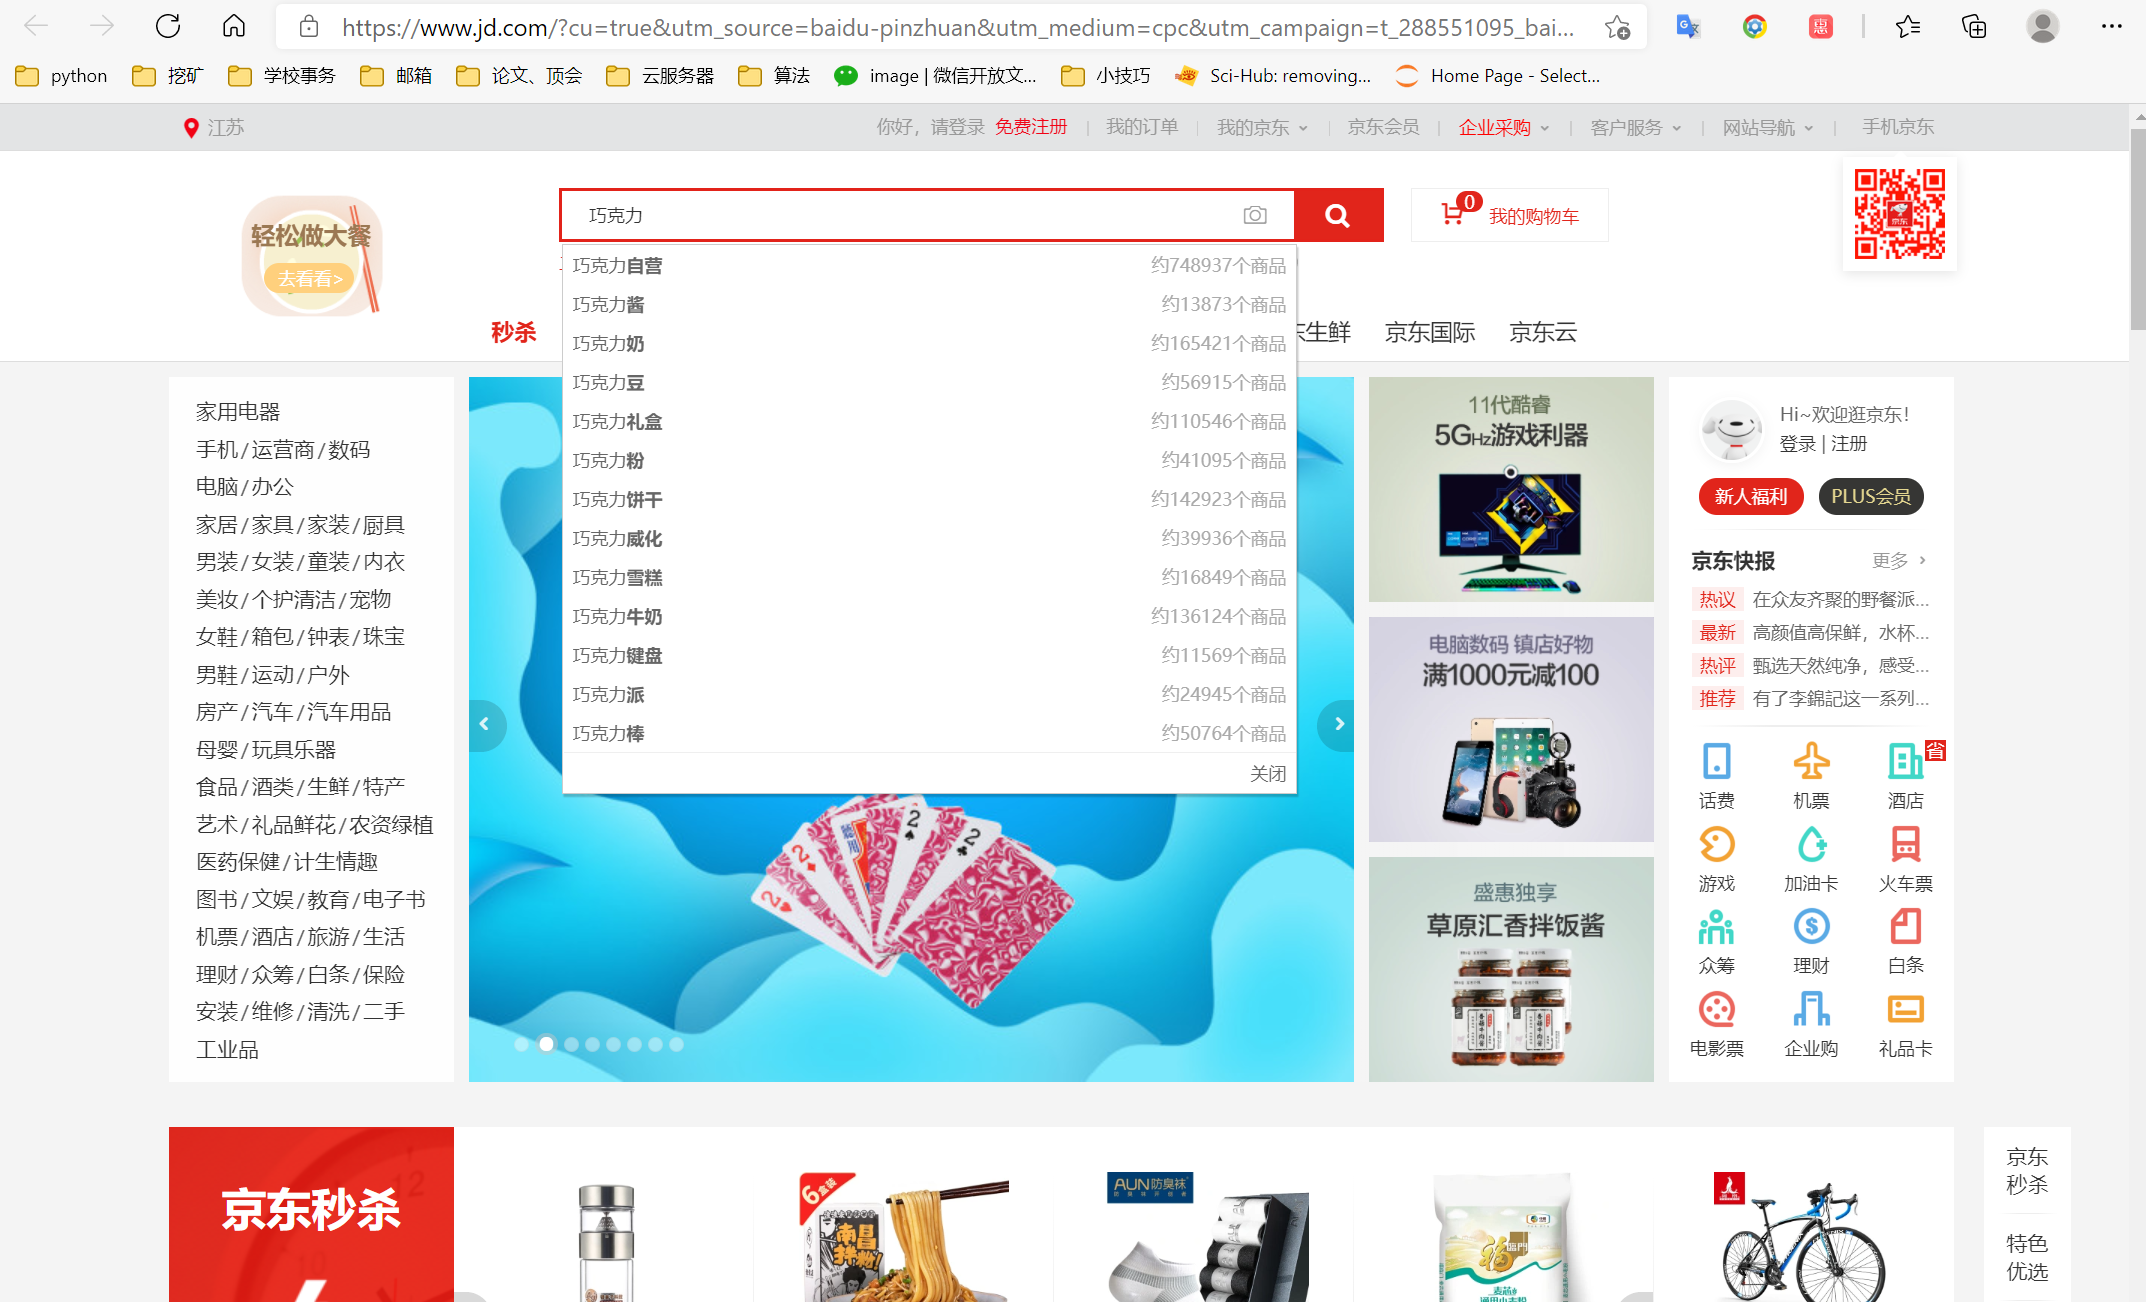 https://www.jd.com/?cu=true&utm_source=baidu-pinzhuan&utm_medium=cpc&utm_campaign=t_288551095_bai...
python 挖矿 学校事务 邮箱 论文、顶会 云服务器 算法 image | 微信开放文... 小技巧 Sci-Hub: removing... Home Page - Select...
江苏 你好，请登录 免费注册 我的订单 我的京东 京东会员 企业采购 客户服务 网站导航 手机京东
轻松做大餐
去看看>
巧克力
0 我的购物车
京东
巧克力自营 约748937个商品
巧克力酱 约13873个商品
巧克力奶 约165421个商品
巧克力豆 约56915个商品
巧克力礼盒 约110546个商品
巧克力粉 约41095个商品
巧克力饼干 约142923个商品
巧克力威化 约39936个商品
巧克力雪糕 约16849个商品
巧克力牛奶 约136124个商品
巧克力键盘 约11569个商品
巧克力派 约24945个商品
巧克力棒 约50764个商品
关闭
秒杀 生鲜 京东国际 京东云
家用电器
手机/运营商/数码
电脑/办公
家居/家具/家装/厨具
男装/女装/童装/内衣
美妆/个护清洁/宠物
女鞋/箱包/钟表/珠宝
男鞋/运动/户外
房产/汽车/汽车用品
母婴/玩具乐器
食品/酒类/生鲜/特产
艺术/礼品鲜花/农资绿植
医药保健/计生情趣
图书/文娱/教育/电子书
机票/酒店/旅游/生活
理财/众筹/白条/保险
安装/维修/清洗/二手
工业品
11代酷睿
5GHz游戏利器
电脑数码 镇店好物
满1000元减100
盛惠独享
草原汇香拌饭酱
Hi~欢迎逛京东!
登录 | 注册
新人福利 PLUS会员
京东快报 更多
热议 在众友齐聚的野餐派...
最新 高颜值高保鲜，水杯...
热评 甄选天然纯净，感受...
推荐 有了李錦記这一系列...
省
话费 机票 酒店
游戏 加油卡 火车票
众筹 理财 白条
电影票 企业购 礼品卡
京东秒杀
6盒装
南昌
拌粉!
AUN防臭袜
福
臨門
京东
秒杀
特色
优选